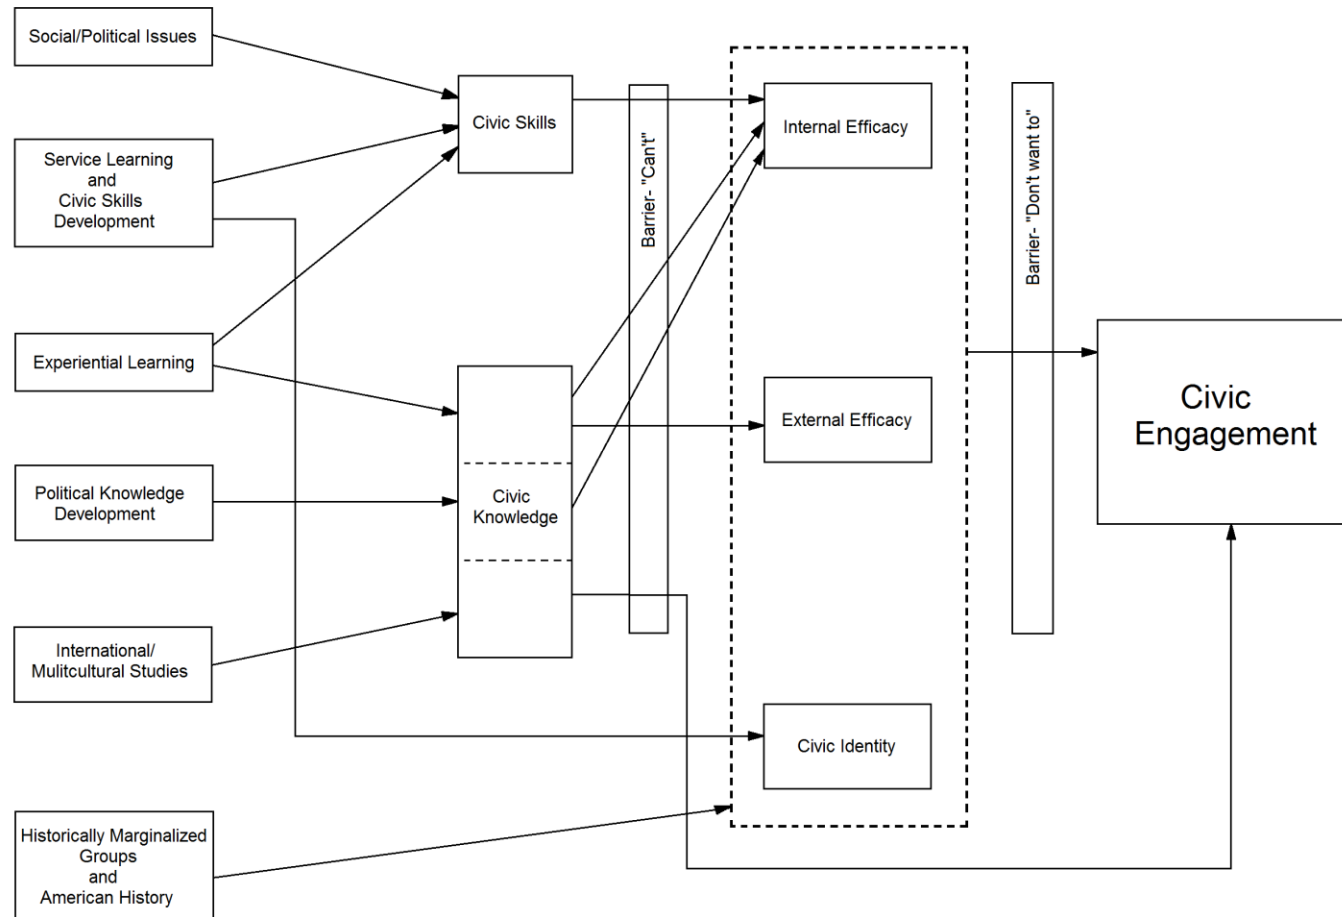 Social/Political Issues
Service Learning
and
Civic Skills
Development
Experiential Learning
Political Knowledge
Development
International/
Mulitcultural Studies
Historically Marginalized
Groups
and
American History
Civic Skills
Civic
Knowledge
Barrier- "Can't"
Internal Efficacy
External Efficacy
Civic Identity
Barrier- "Don't want to"
Civic
Engagement